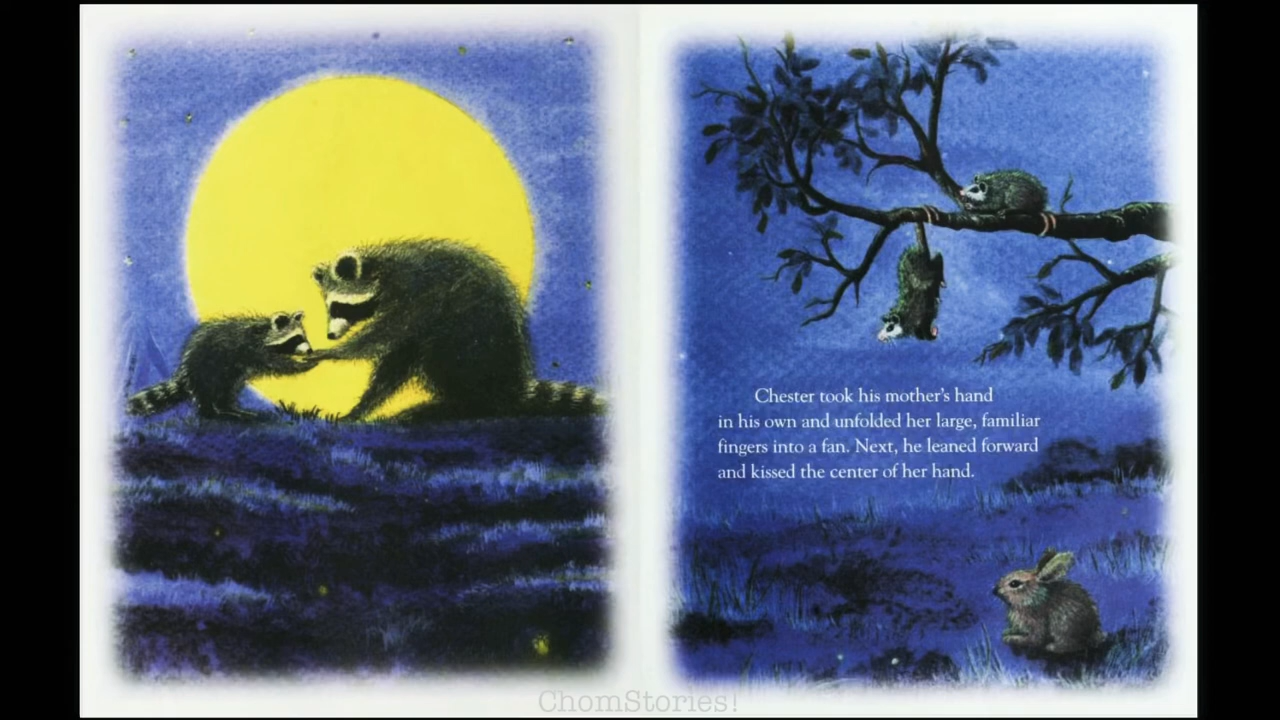 Chester took his mother's hand
in his own and unfolded her large, familiar
fingers into a fan. Next, he leaned forward
and kissed the center of her hand.
ChomStories!